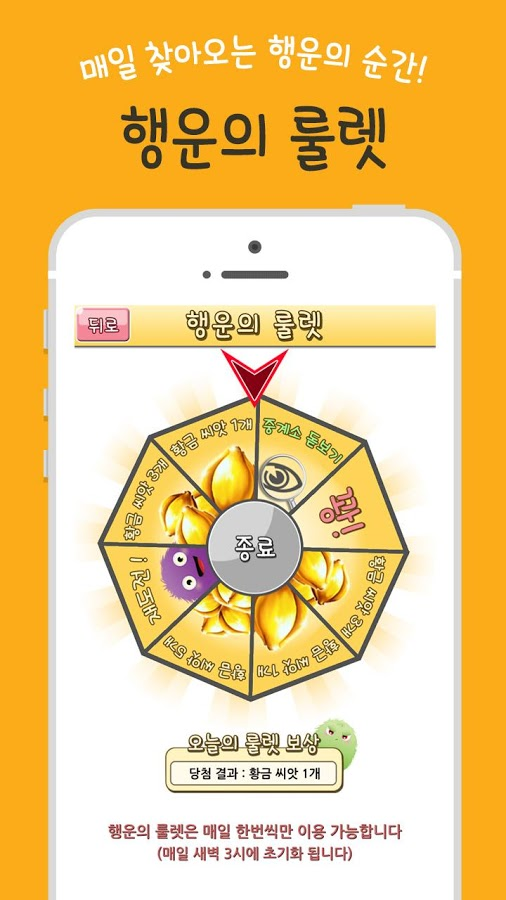 매일 찾아오는 행운의 순간!
행운의 룰렛
뒤로
행운의 룰렛
황금 씨앗 1개
중계소 돋보기
꽝!
황금 씨앗 3개
황금 씨앗 1개
황금 씨앗 5개
재도전!
황금 씨앗 3개
종료
오늘의 룰렛 보상
당첨 결과 : 황금 씨앗 1개
행운의 룰렛은 매일 한번씩만 이용 가능합니다
(매일 새벽 3시에 초기화 됩니다)